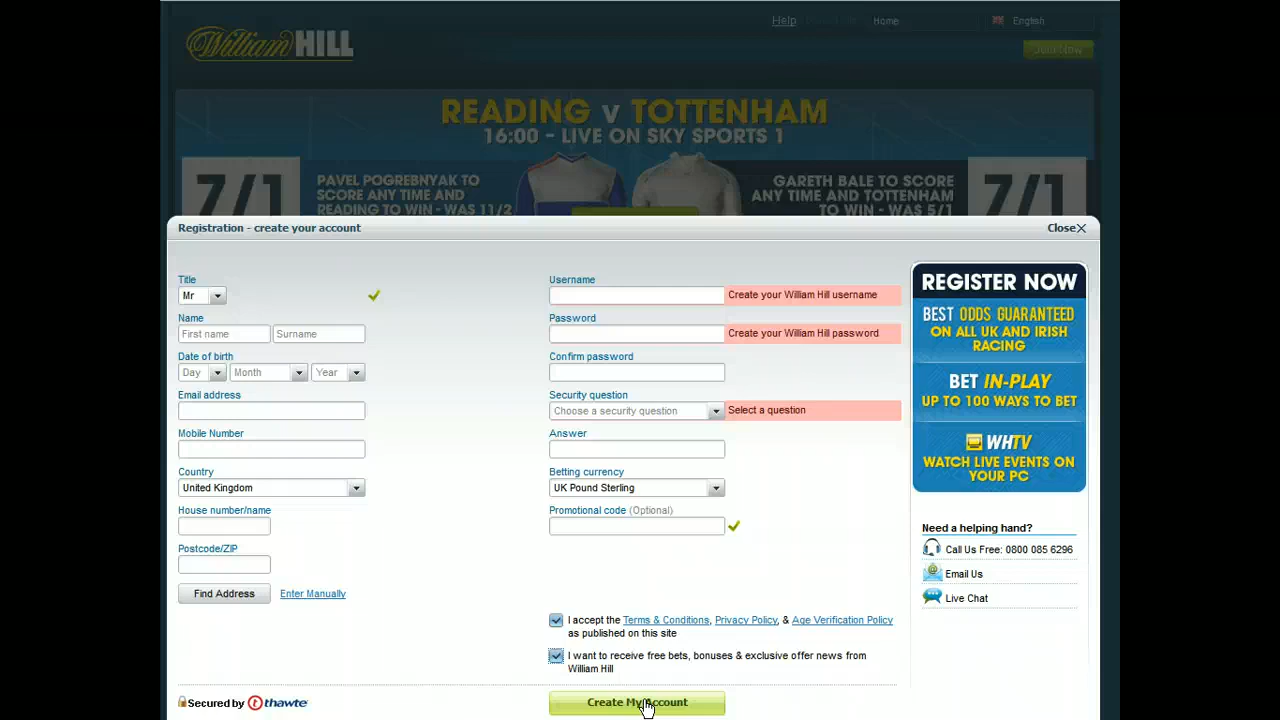 Help
Home
English
William HILL
Join Now
READING v TOTTENHAM
16:00 - LIVE ON SKY SPORTS 1
7/1
PAVEL POGREBNYAK TO
SCORE ANY TIME AND
READING TO WIN - WAS 11/2
GARETH BALE TO SCORE
ANY TIME AND TOTTENHAM
TO WIN - WAS 5/1
7/1
Registration - create your account
Close X
Title
Mr
Name
First name
Surname
Date of birth
Day
Month
Year
Email address
Mobile Number
Country
United Kingdom
House number/name
Postcode/ZIP
Find Address
Enter Manually
Username
Create your William Hill username
Password
Create your William Hill password
Confirm password
Security question
Choose a security question
Select a question
Answer
Betting currency
UK Pound Sterling
Promotional code (Optional)
I accept the Terms & Conditions, Privacy Policy, & Age Verification Policy
as published on this site
I want to receive free bets, bonuses & exclusive offer news from
William Hill
Secured by thawte
Create My Account
REGISTER NOW
BEST ODDS GUARANTEED
ON ALL UK AND IRISH
RACING
BET IN-PLAY
UP TO 100 WAYS TO BET
WHTV
WATCH LIVE EVENTS ON
YOUR PC
Need a helping hand?
Call Us Free: 0800 085 6296
Email Us
Live Chat